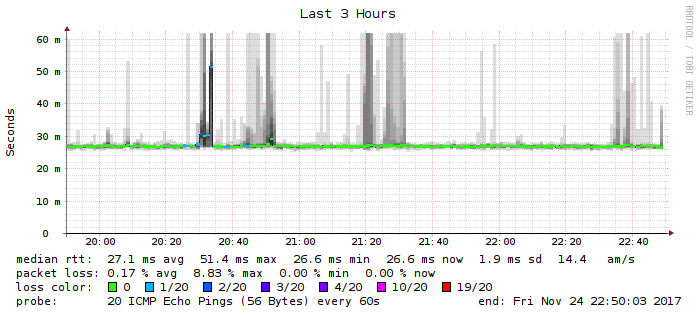 Last 3 Hours
RRDTOOL / TOBI OETIKER
Seconds
60 m
50 m
40 m
30 m
20 m
10 m
0
20:00 20:20 20:40 21:00 21:20 21:40 22:00 22:20 22:40
median rtt: 27.1 ms avg 51.4 ms max 26.6 ms min 26.6 ms now 1.9 ms sd 14.4 am/s
packet loss: 0.17 % avg 8.83 % max 0.00 % min 0.00 % now
loss color: 0 1/20 2/20 3/20 4/20 10/20 19/20
probe: 20 ICMP Echo Pings (56 Bytes) every 60s end: Fri Nov 24 22:50:03 2017